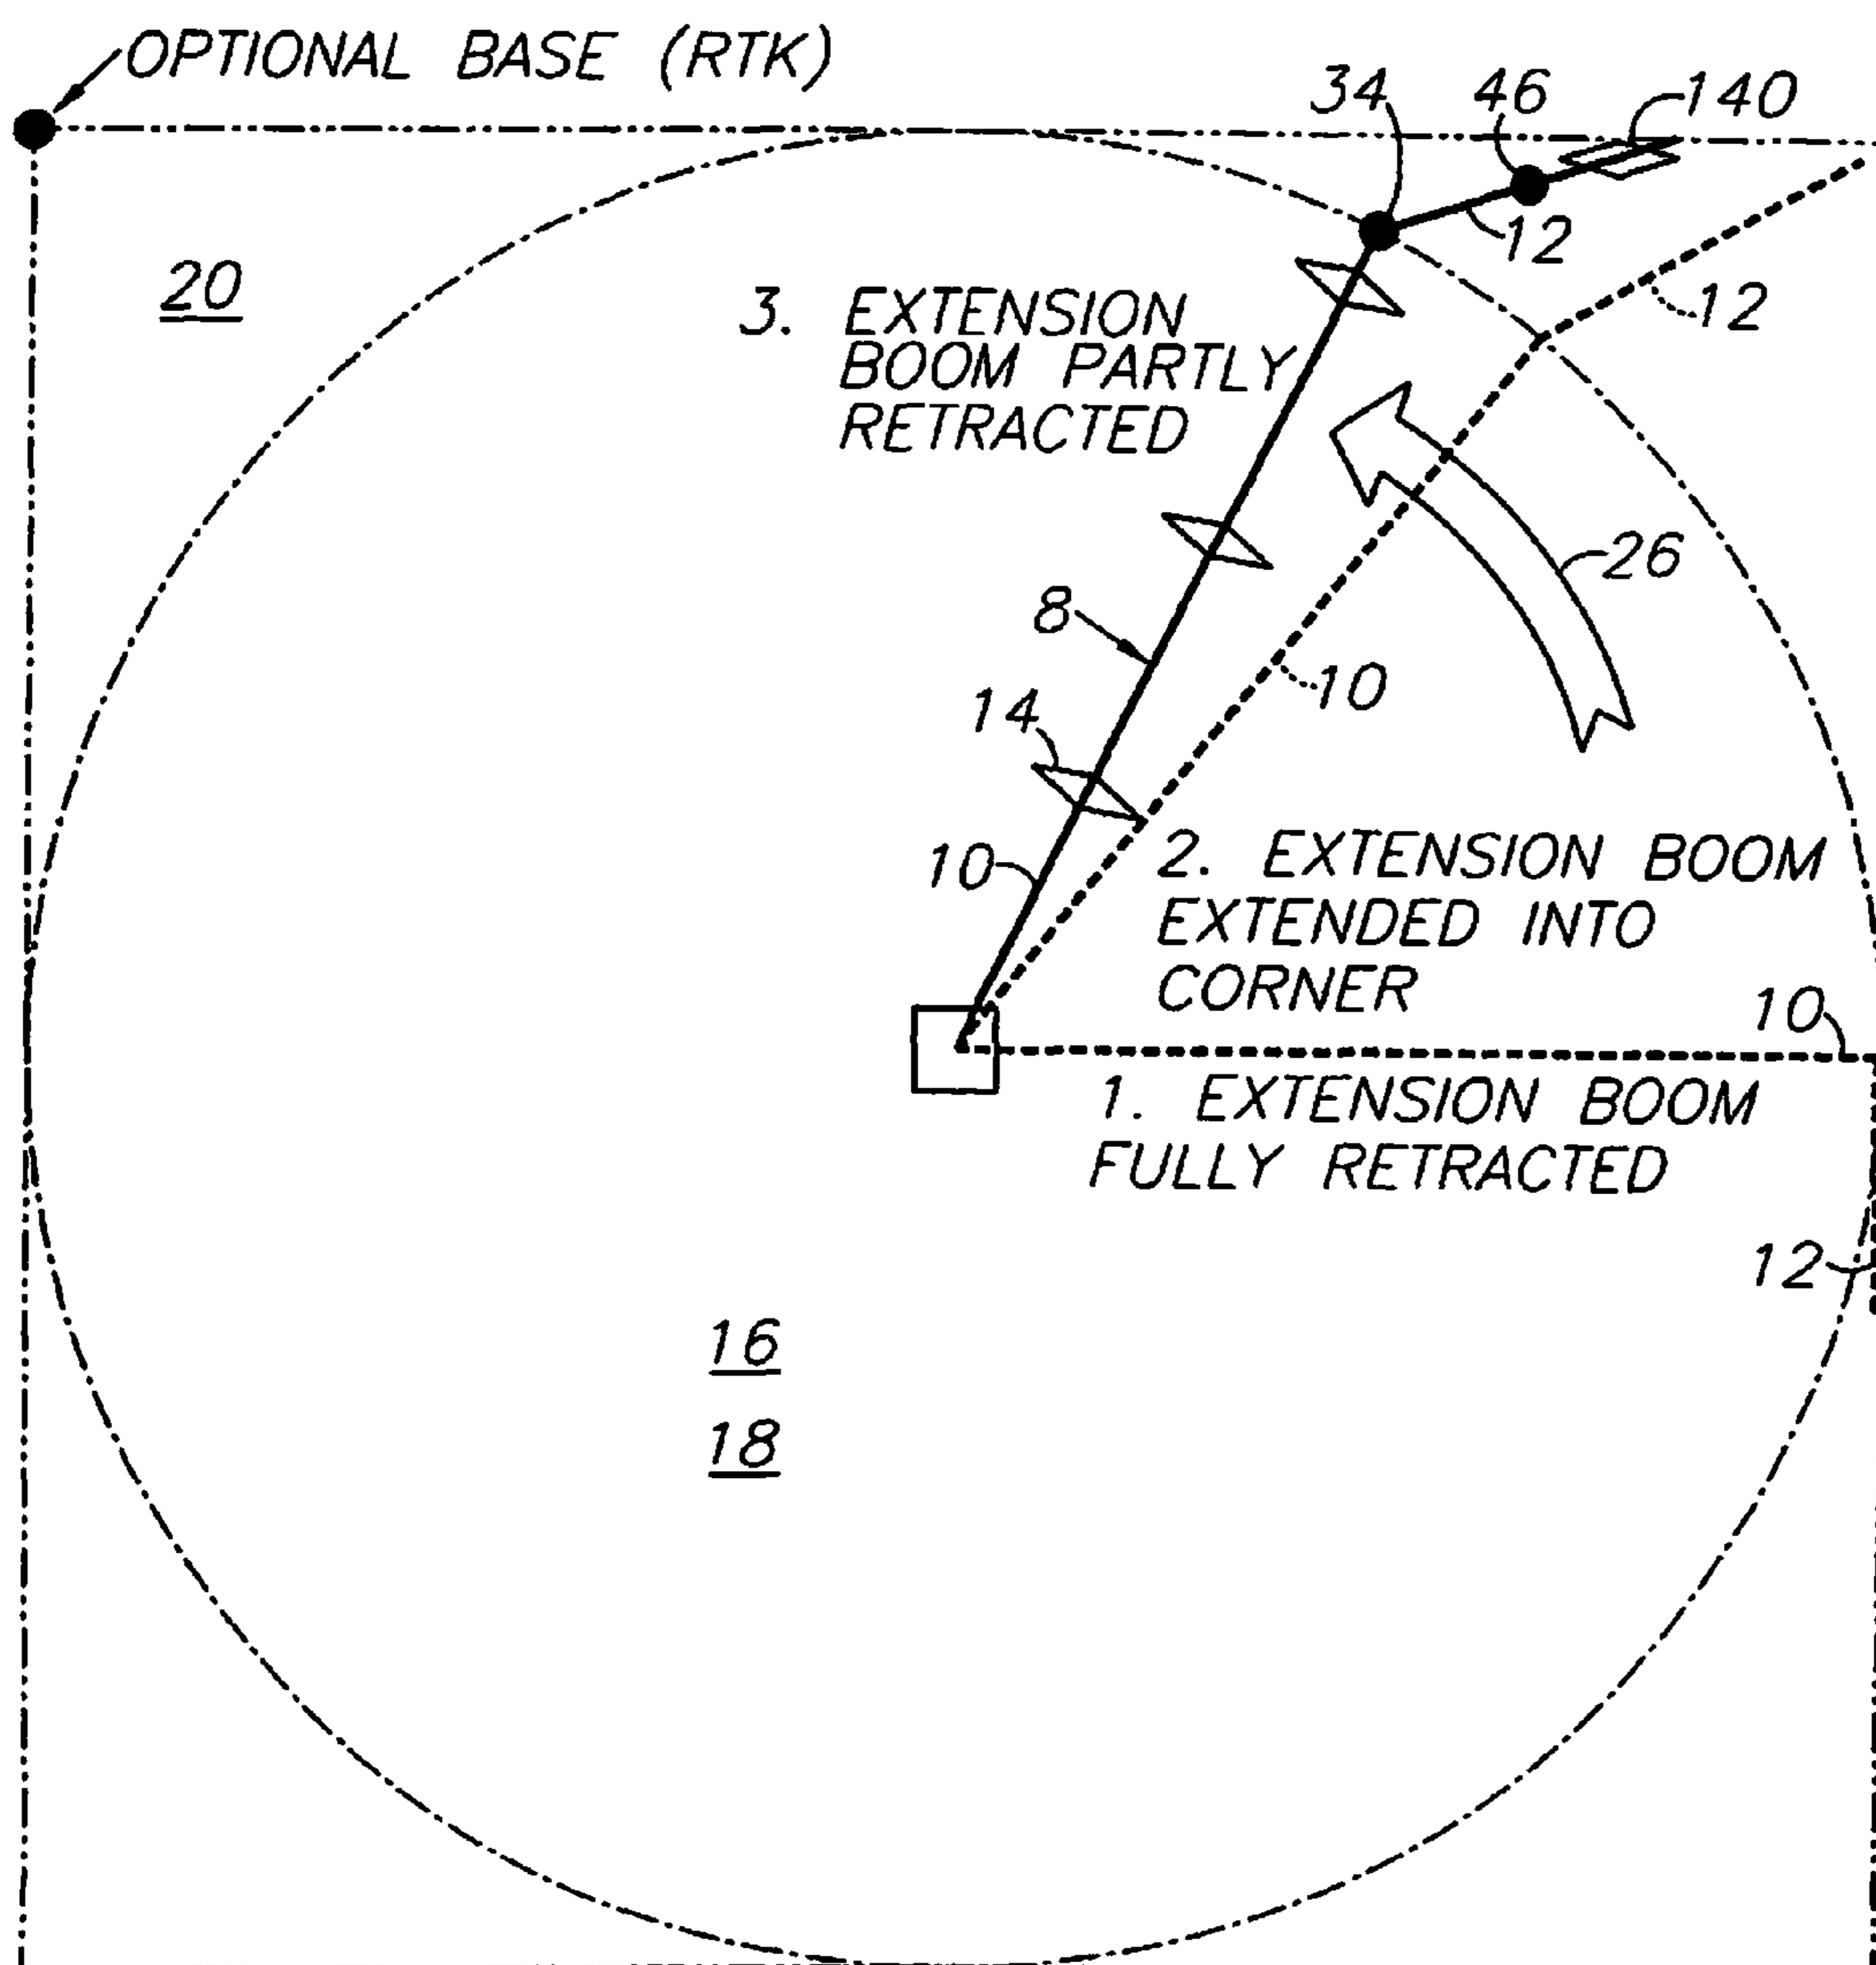 OPTIONAL BASE (RTK)
34 46 140
12
20
12
3. EXTENSION
BOOM PARTLY
RETRACTED
26
8
10
14
10
2. EXTENSION BOOM
EXTENDED INTO
CORNER
10
1. EXTENSION BOOM
FULLY RETRACTED
12
16
18